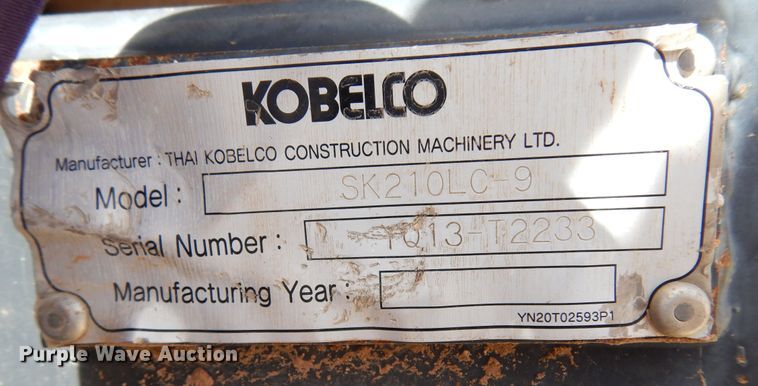 KOBELCO
Manufacturer : THAI KOBELCO CONSTRUCTION MACHINERY LTD.
Model : SK210LC-9
Serial Number : YQ13-T2233
Manufacturing Year :
YN20T02593P1
Purple Wave Auction